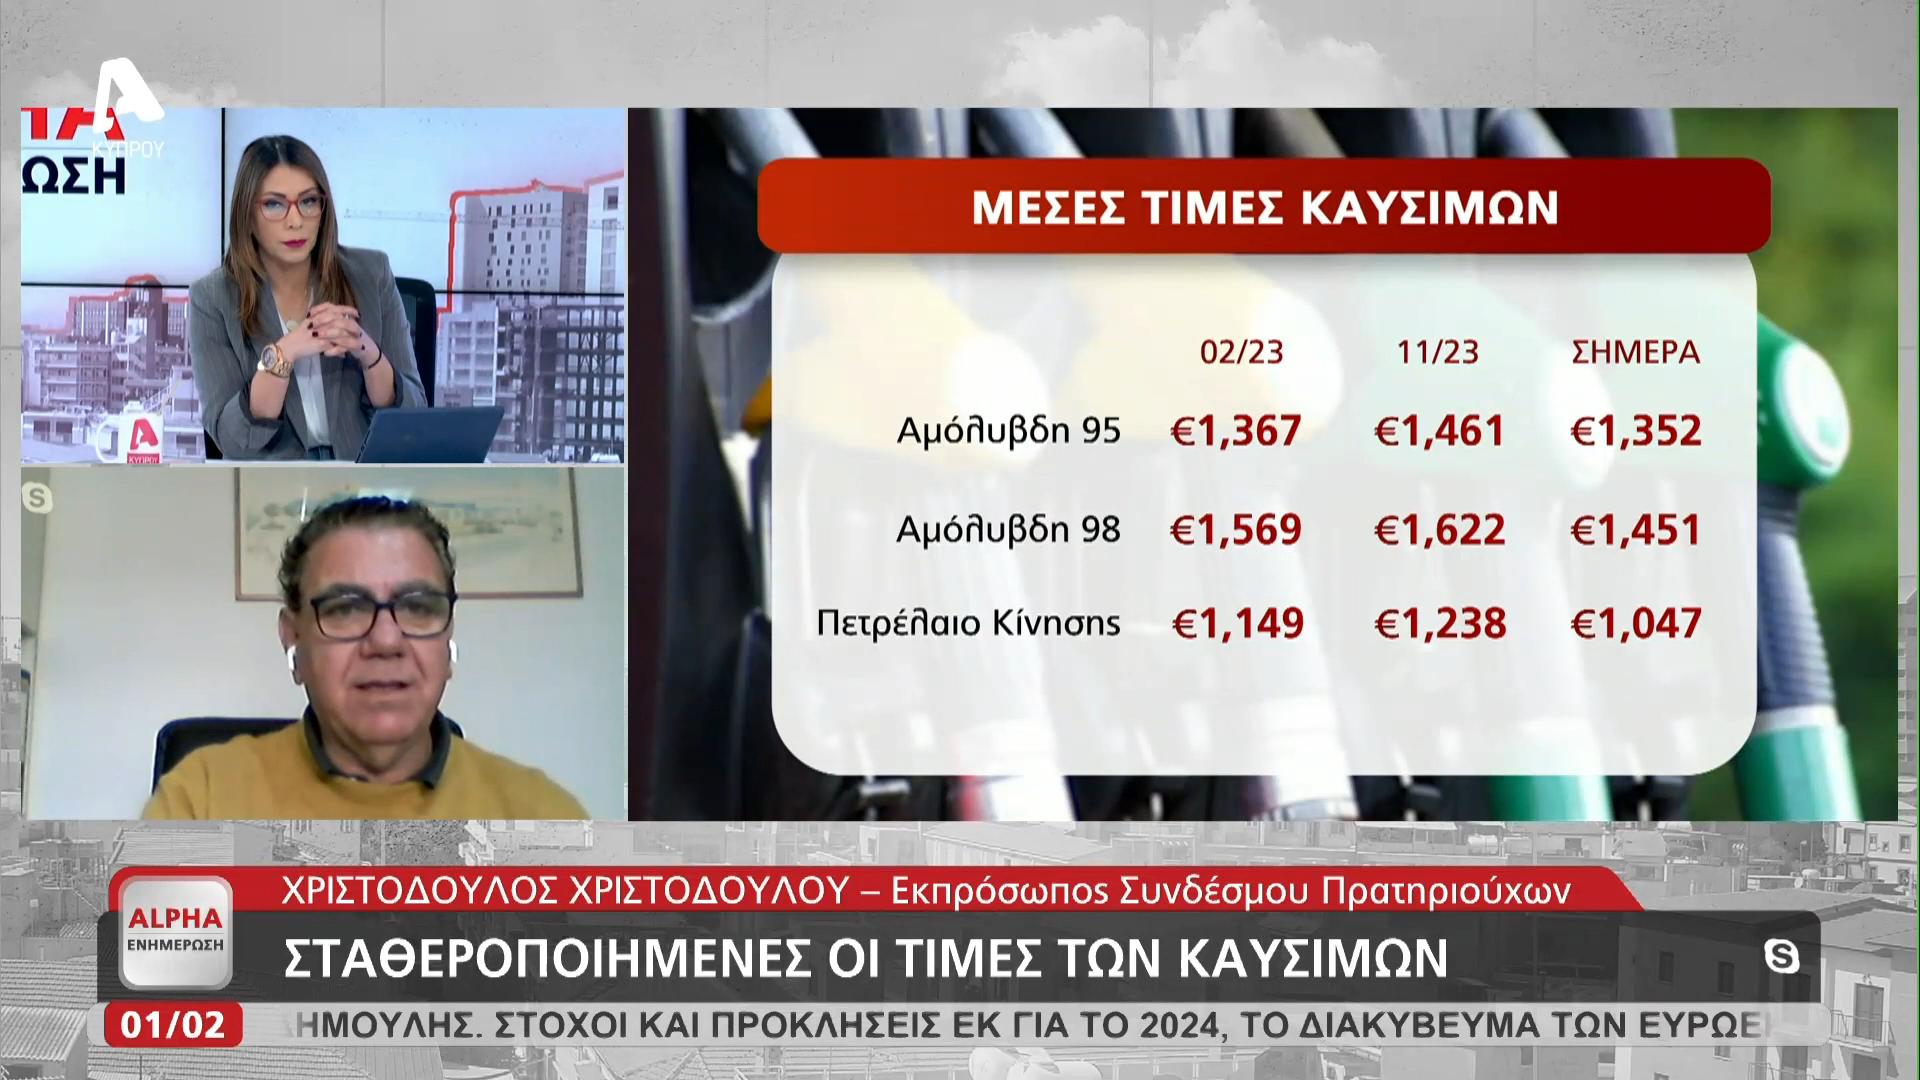 ΚΥΠΡΟΥ
ΩΣΗ
ΚΥΠΡΟΥ
ΜΕΣΕΣ ΤΙΜΕΣ ΚΑΥΣΙΜΩΝ
02/23 11/23 ΣΗΜΕΡΑ
Αμόλυβδη 95 €1,367 €1,461 €1,352
Αμόλυβδη 98 €1,569 €1,622 €1,451
Πετρέλαιο Κίνησης €1,149 €1,238 €1,047
ΧΡΙΣΤΟΔΟΥΛΟΣ ΧΡΙΣΤΟΔΟΥΛΟΥ – Εκπρόσωπος Συνδέσμου Πρατηριούχων
ALPHA
ΕΝΗΜΕΡΩΣΗ
ΣΤΑΘΕΡΟΠΟΙΗΜΕΝΕΣ ΟΙ ΤΙΜΕΣ ΤΩΝ ΚΑΥΣΙΜΩΝ
01/02 ΗΜΟΥΛΗΣ. ΣΤΟΧΟΙ ΚΑΙ ΠΡΟΚΛΗΣΕΙΣ ΕΚ ΓΙΑ ΤΟ 2024, ΤΟ ΔΙΑΚΥΒΕΥΜΑ ΤΩΝ ΕΥΡΩΕ